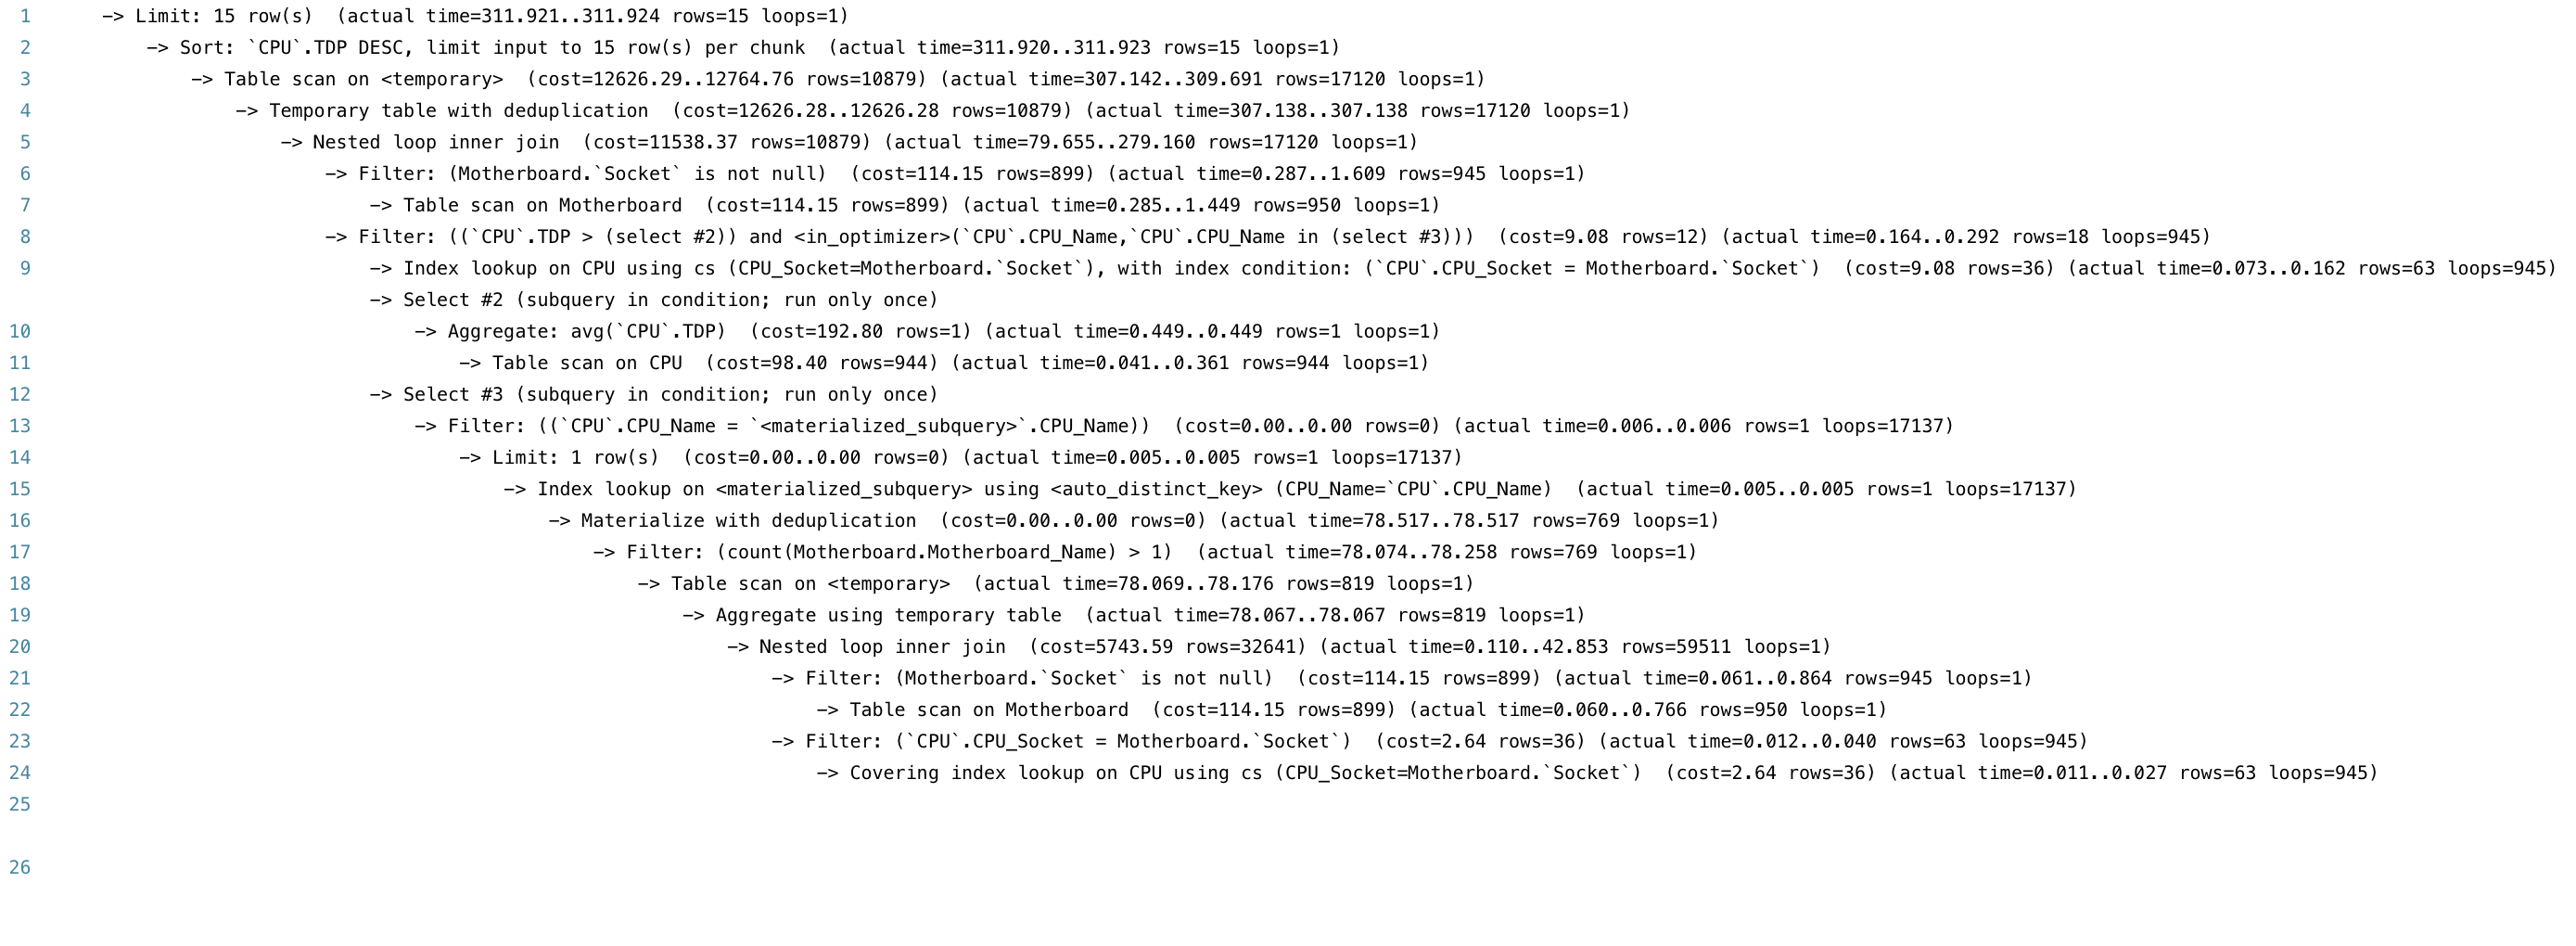 1 -> Limit: 15 row(s) (actual time=311.921..311.924 rows=15 loops=1)
2 -> Sort: `CPU`.TDP DESC, limit input to 15 row(s) per chunk (actual time=311.920..311.923 rows=15 loops=1)
3 -> Table scan on <temporary> (cost=12626.29..12764.76 rows=10879) (actual time=307.142..309.691 rows=17120 loops=1)
4 -> Temporary table with deduplication (cost=12626.28..12626.28 rows=10879) (actual time=307.138..307.138 rows=17120 loops=1)
5 -> Nested loop inner join (cost=11538.37 rows=10879) (actual time=79.655..279.160 rows=17120 loops=1)
6 -> Filter: (Motherboard.`Socket` is not null) (cost=114.15 rows=899) (actual time=0.287..1.609 rows=945 loops=1)
7 -> Table scan on Motherboard (cost=114.15 rows=899) (actual time=0.285..1.449 rows=950 loops=1)
8 -> Filter: ((`CPU`.TDP > (select #2)) and <in_optimizer>(`CPU`.CPU_Name,`CPU`.CPU_Name in (select #3))) (cost=9.08 rows=12) (actual time=0.164..0.292 rows=18 loops=945)
9 -> Index lookup on CPU using cs (CPU_Socket=Motherboard.`Socket`), with index condition: (`CPU`.CPU_Socket = Motherboard.`Socket`) (cost=9.08 rows=36) (actual time=0.073..0.162 rows=63 loops=945)
-> Select #2 (subquery in condition; run only once)
10 -> Aggregate: avg(`CPU`.TDP) (cost=192.80 rows=1) (actual time=0.449..0.449 rows=1 loops=1)
11 -> Table scan on CPU (cost=98.40 rows=944) (actual time=0.041..0.361 rows=944 loops=1)
12 -> Select #3 (subquery in condition; run only once)
13 -> Filter: ((`CPU`.CPU_Name = `<materialized_subquery>`.CPU_Name)) (cost=0.00..0.00 rows=0) (actual time=0.006..0.006 rows=1 loops=17137)
14 -> Limit: 1 row(s) (cost=0.00..0.00 rows=0) (actual time=0.005..0.005 rows=1 loops=17137)
15 -> Index lookup on <materialized_subquery> using <auto_distinct_key> (CPU_Name=`CPU`.CPU_Name) (actual time=0.005..0.005 rows=1 loops=17137)
16 -> Materialize with deduplication (cost=0.00..0.00 rows=0) (actual time=78.517..78.517 rows=769 loops=1)
17 -> Filter: (count(Motherboard.Motherboard_Name) > 1) (actual time=78.074..78.258 rows=769 loops=1)
18 -> Table scan on <temporary> (actual time=78.069..78.176 rows=819 loops=1)
19 -> Aggregate using temporary table (actual time=78.067..78.067 rows=819 loops=1)
20 -> Nested loop inner join (cost=5743.59 rows=32641) (actual time=0.110..42.853 rows=59511 loops=1)
21 -> Filter: (Motherboard.`Socket` is not null) (cost=114.15 rows=899) (actual time=0.061..0.864 rows=945 loops=1)
22 -> Table scan on Motherboard (cost=114.15 rows=899) (actual time=0.060..0.766 rows=950 loops=1)
23 -> Filter: (`CPU`.CPU_Socket = Motherboard.`Socket`) (cost=2.64 rows=36) (actual time=0.012..0.040 rows=63 loops=945)
24 -> Covering index lookup on CPU using cs (CPU_Socket=Motherboard.`Socket`) (cost=2.64 rows=36) (actual time=0.011..0.027 rows=63 loops=945)
25
26